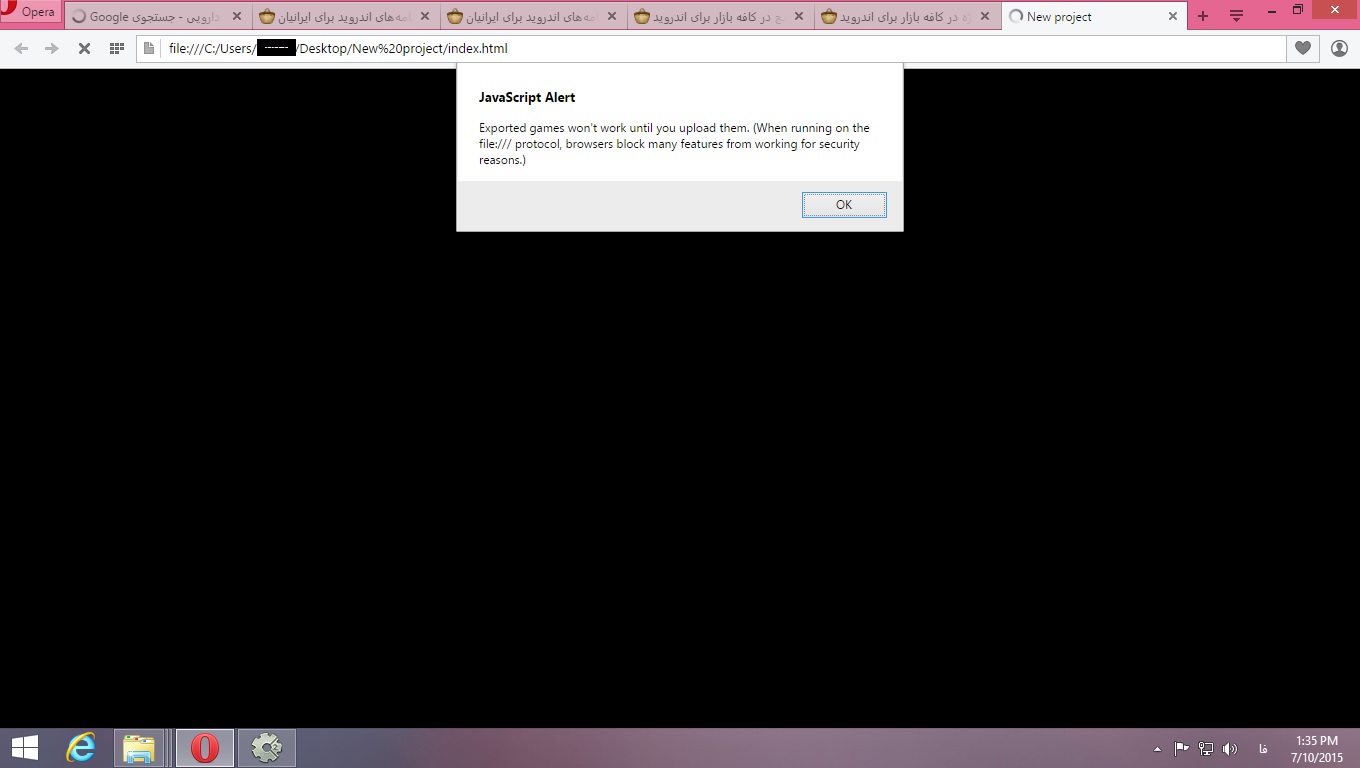 Opera
دارویی - جستجوی Google
امه‌های اندروید برای ایرانیان
امه‌های اندروید برای ایرانیان
در کافه بازار برای اندروید
در کافه بازار برای اندروید
New project
file:///C:/Users/
/Desktop/New%20project/index.html
JavaScript Alert
Exported games won't work until you upload them. (When running on the
file:/// protocol, browsers block many features from working for security
reasons.)
OK
فا
1:35 PM
7/10/2015